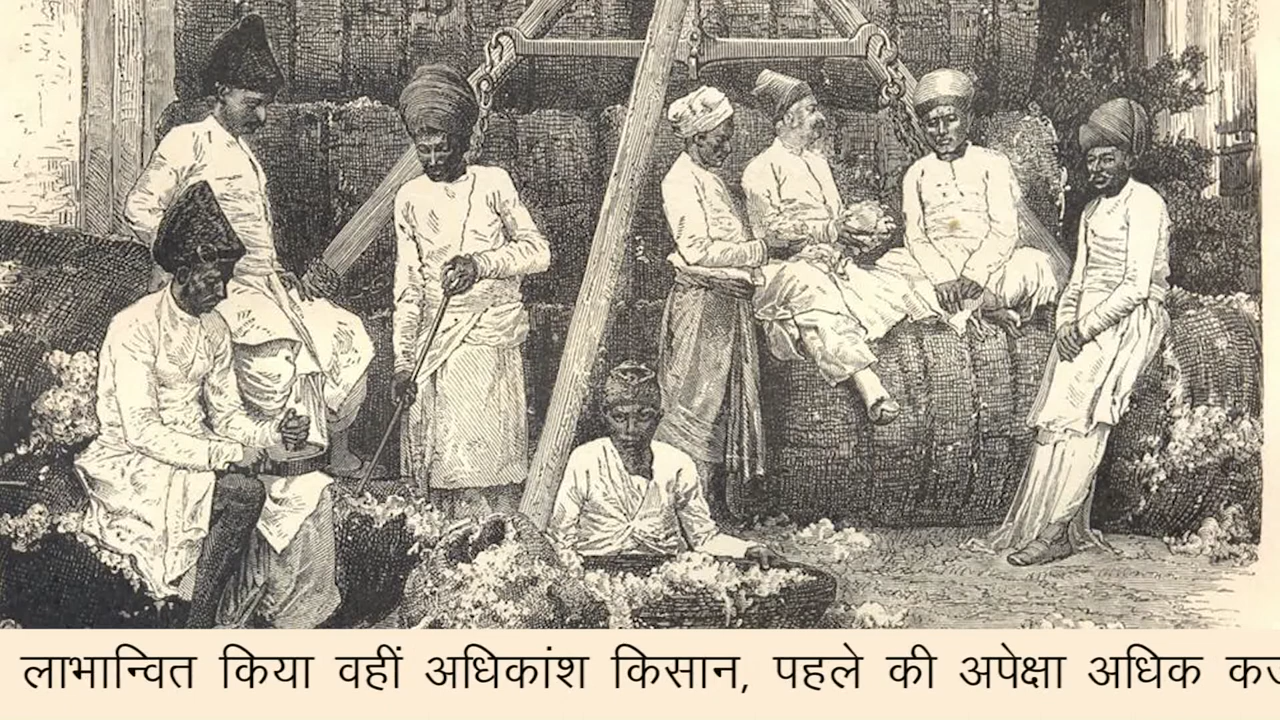 लाभान्वित किया वहीं अधिकांश किसान, पहले की अपेक्षा अधिक